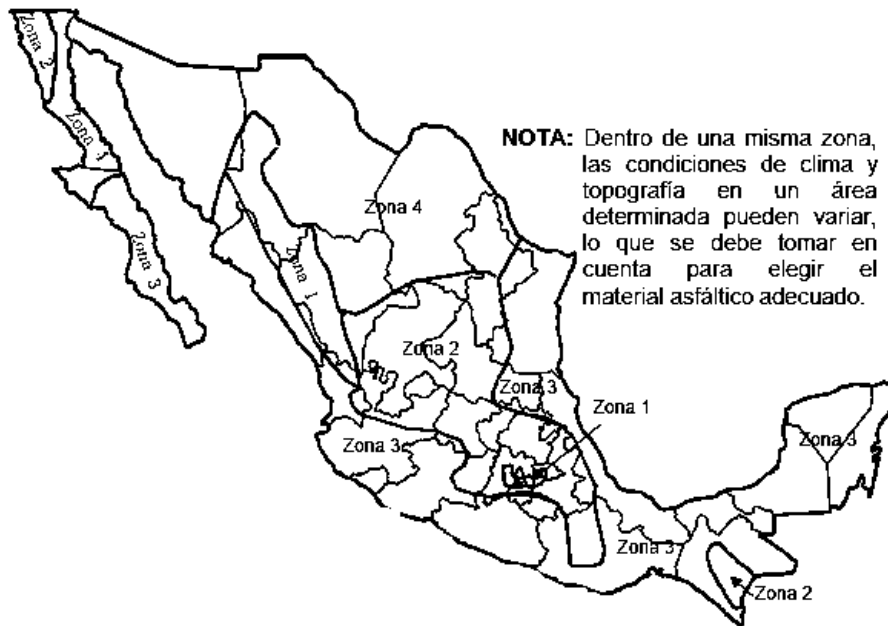 Zona 2
Zona 4
Zona 3
NOTA: Dentro de una misma zona,
las condiciones de clima y
topografía en un área
determinada pueden variar,
lo que se debe tomar en
cuenta para elegir el
material asfáltico adecuado.
Zona 4
Zona 1
Zona 2
Zona 3
Zona 1
Zona 3
Zona 3
Zona 3
Zona 2